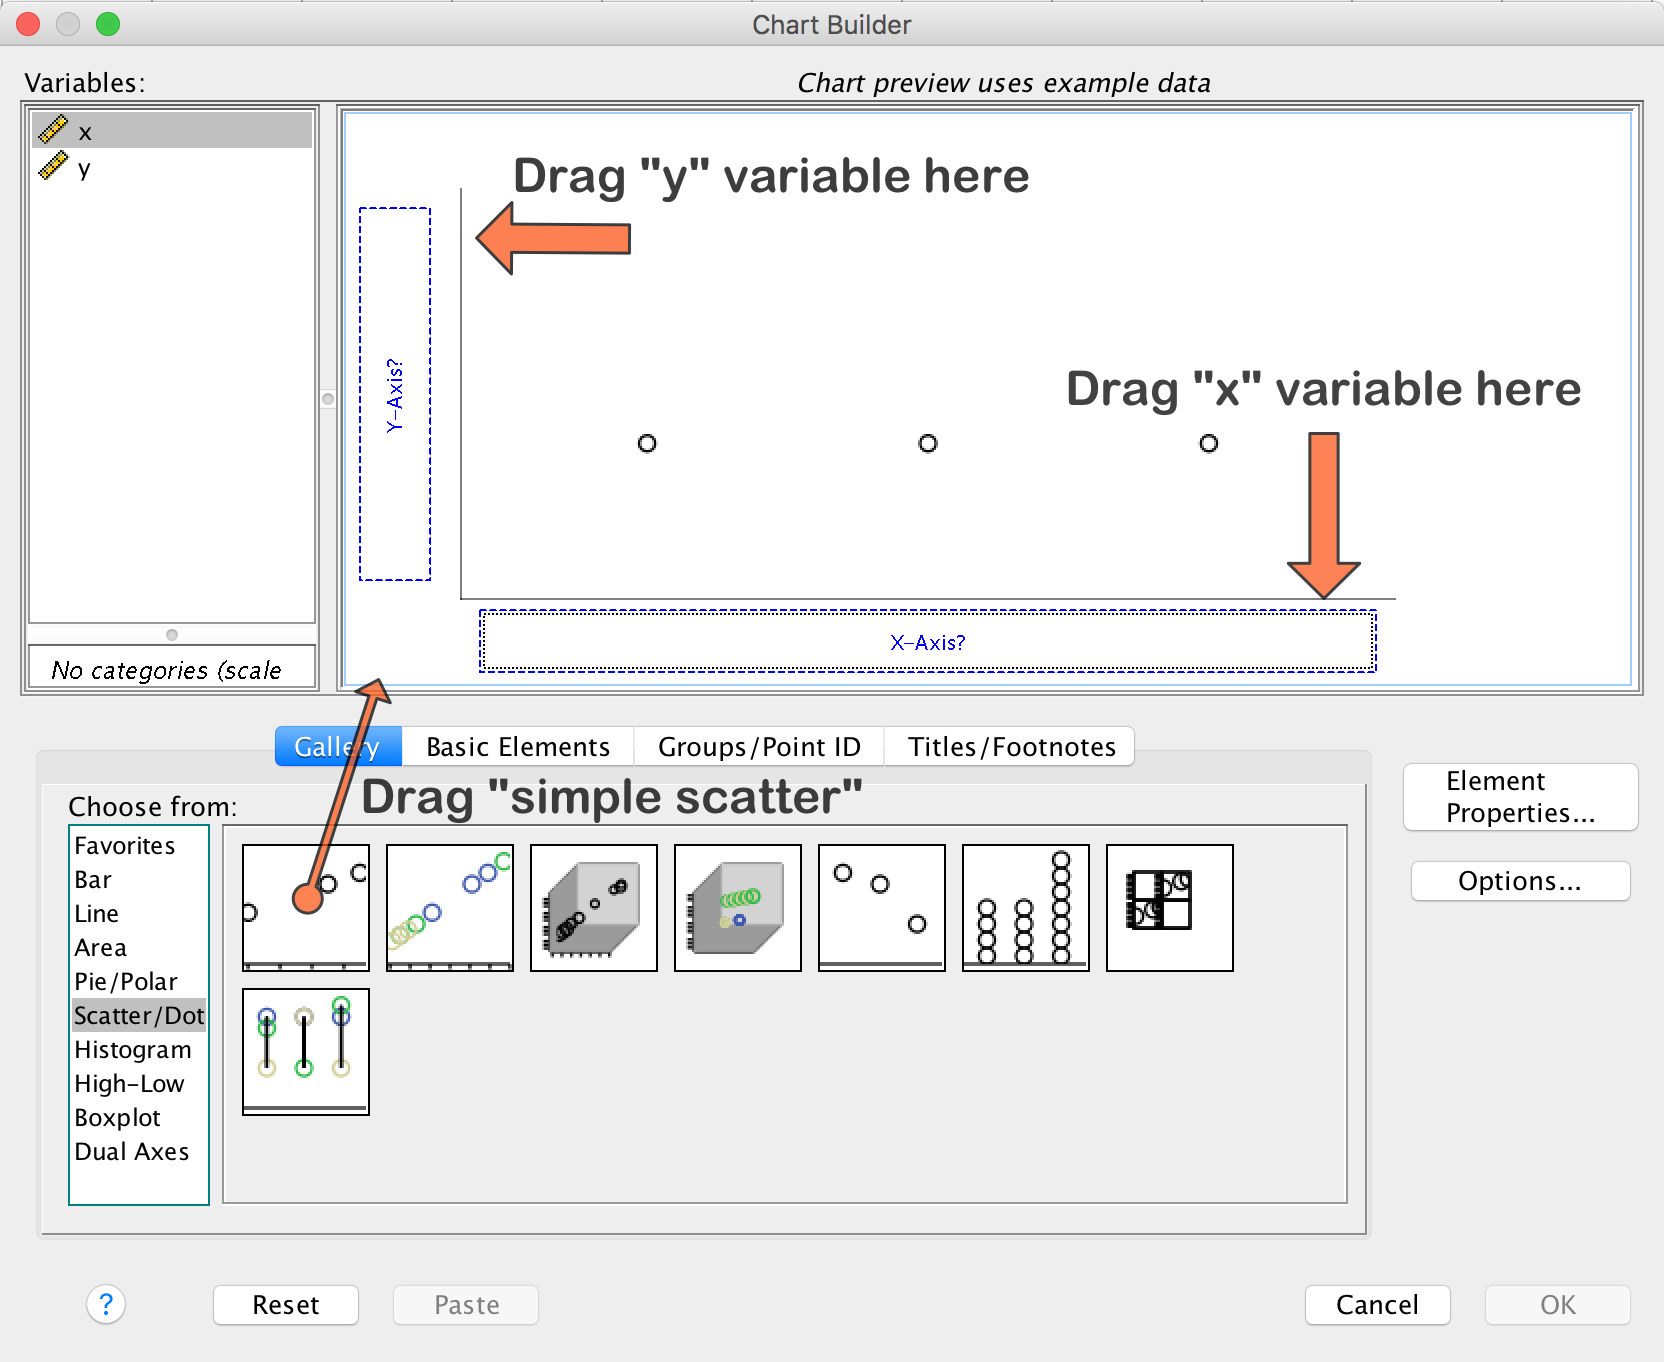 Chart Builder
Variables:
Chart preview uses example data
x
y
Drag "y" variable here
Y-Axis?
Drag "x" variable here
X-Axis?
No categories (scale
Gallery
Basic Elements
Groups/Point ID
Titles/Footnotes
Drag "simple scatter"
Choose from:
Favorites
Bar
Line
Area
Pie/Polar
Scatter/Dot
Histogram
High-Low
Boxplot
Dual Axes
Element
Properties...
Options...
?
Reset
Paste
Cancel
OK